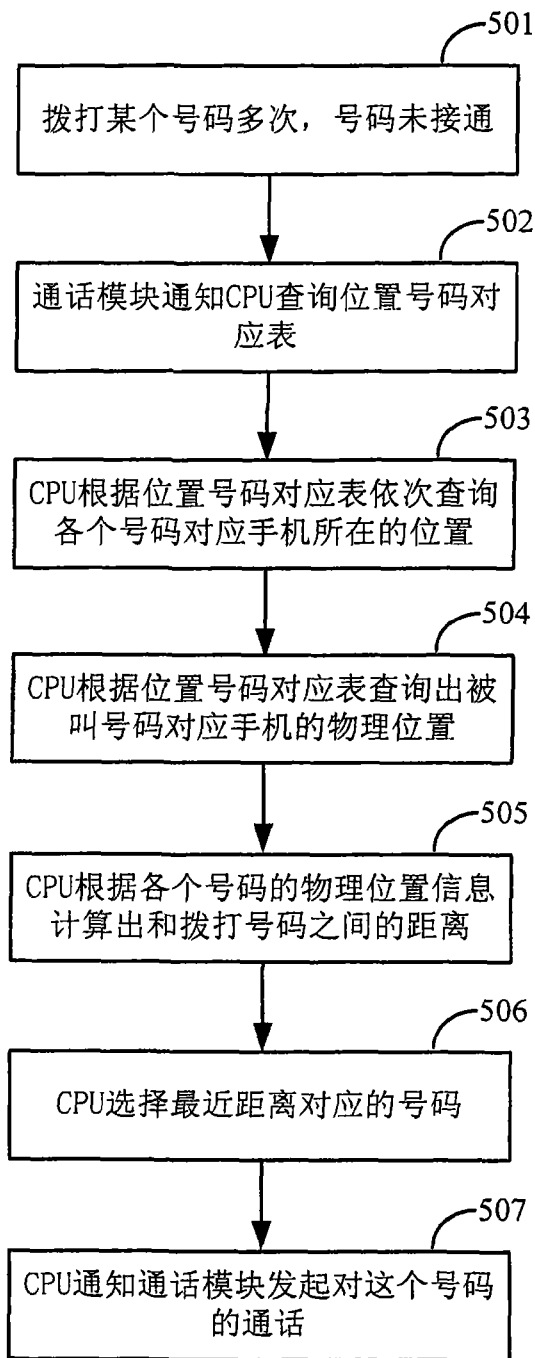 501
拨打某个号码多次，号码未接通
502
通话模块通知CPU查询位置号码对
应表
503
CPU根据位置号码对应表依次查询
各个号码对应手机所在的位置
504
CPU根据位置号码对应表查询出被
叫号码对应手机的物理位置
505
CPU根据各个号码的物理位置信息
计算出和拨打号码之间的距离
506
CPU选择最近距离对应的号码
507
CPU通知通话模块发起对这个号码
的通话